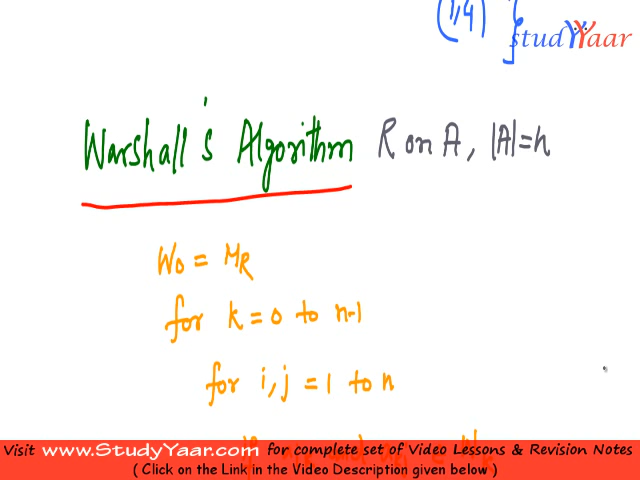 (1,4) }
studYYaar
Warshall's Algorithm R on A, |A|=n
W0 = MR
for k = 0 to n-1
for i, j = 1 to n
Visit www.StudyYaar.com for complete set of Video Lessons & Revision Notes
( Click on the Link in the Video Description given below )